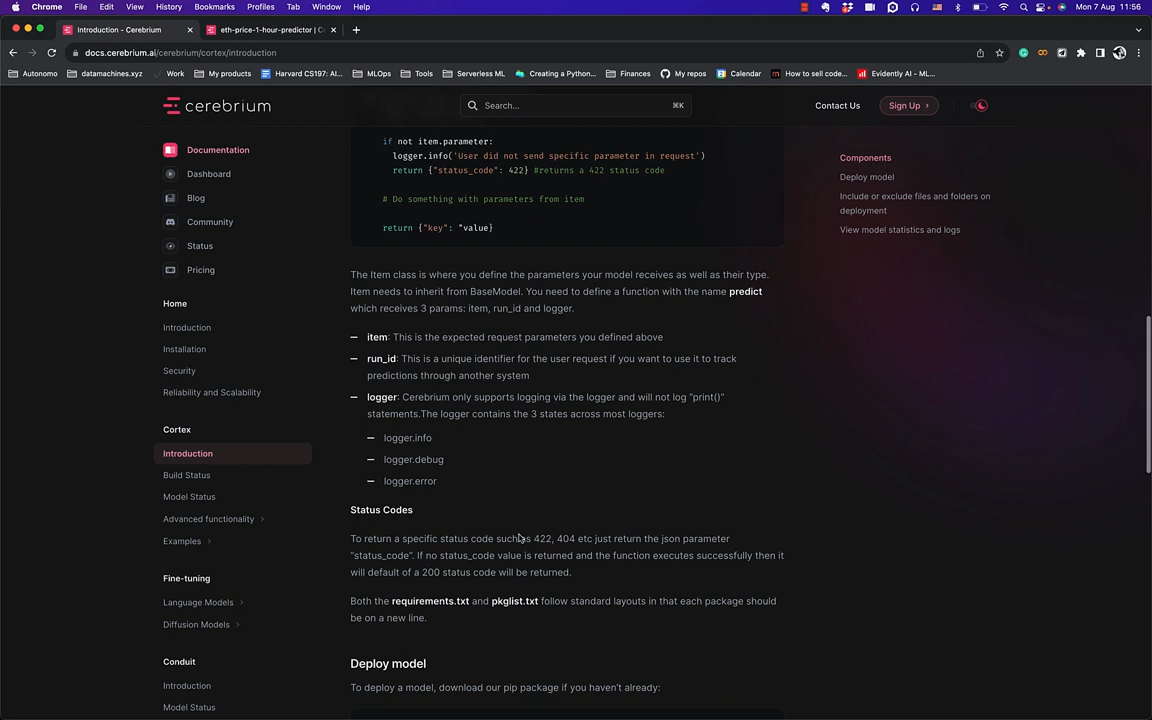 Chrome File Edit View History Bookmarks Profiles Tab Window Help
Mon 7 Aug 11:56
Introduction - Cerebrium
eth-price-1-hour-predictor | C
docs.cerebrium.ai/cerebrium/cortex/introduction
Autonomo datamachines.xyz Work My products Harvard CS197: AI... MLOps Tools Serverless ML Creating a Python... Finances My repos Calendar How to sell code... Evidently AI - ML...
cerebrium
Search...
⌘K
Contact Us
Sign Up ›
Documentation
Dashboard
Blog
Community
Status
Pricing
Home
Introduction
Installation
Security
Reliability and Scalability
Cortex
Introduction
Build Status
Model Status
Advanced functionality
Examples
Fine-tuning
Language Models
Diffusion Models
Conduit
Introduction
Model Status
if not item.parameter:
logger.info('User did not send specific parameter in request')
return {"status_code": 422} #returns a 422 status code
# Do something with parameters from item
return {"key": "value}
The Item class is where you define the parameters your model receives as well as their type.
Item needs to inherit from BaseModel. You need to define a function with the name predict
which receives 3 params: item, run_id and logger.
— item: This is the expected request parameters you defined above
— run_id: This is a unique identifier for the user request if you want to use it to track
predictions through another system
— logger: Cerebrium only supports logging via the logger and will not log “print()”
statements.The logger contains the 3 states across most loggers:
— logger.info
— logger.debug
— logger.error
Status Codes
To return a specific status code such as 422, 404 etc just return the json parameter
“status_code”. If no status_code value is returned and the function executes successfully then it
will default of a 200 status code will be returned.
Both the requirements.txt and pkglist.txt follow standard layouts in that each package should
be on a new line.
Deploy model
To deploy a model, download our pip package if you haven’t already:
Components
Deploy model
Include or exclude files and folders on
deployment
View model statistics and logs